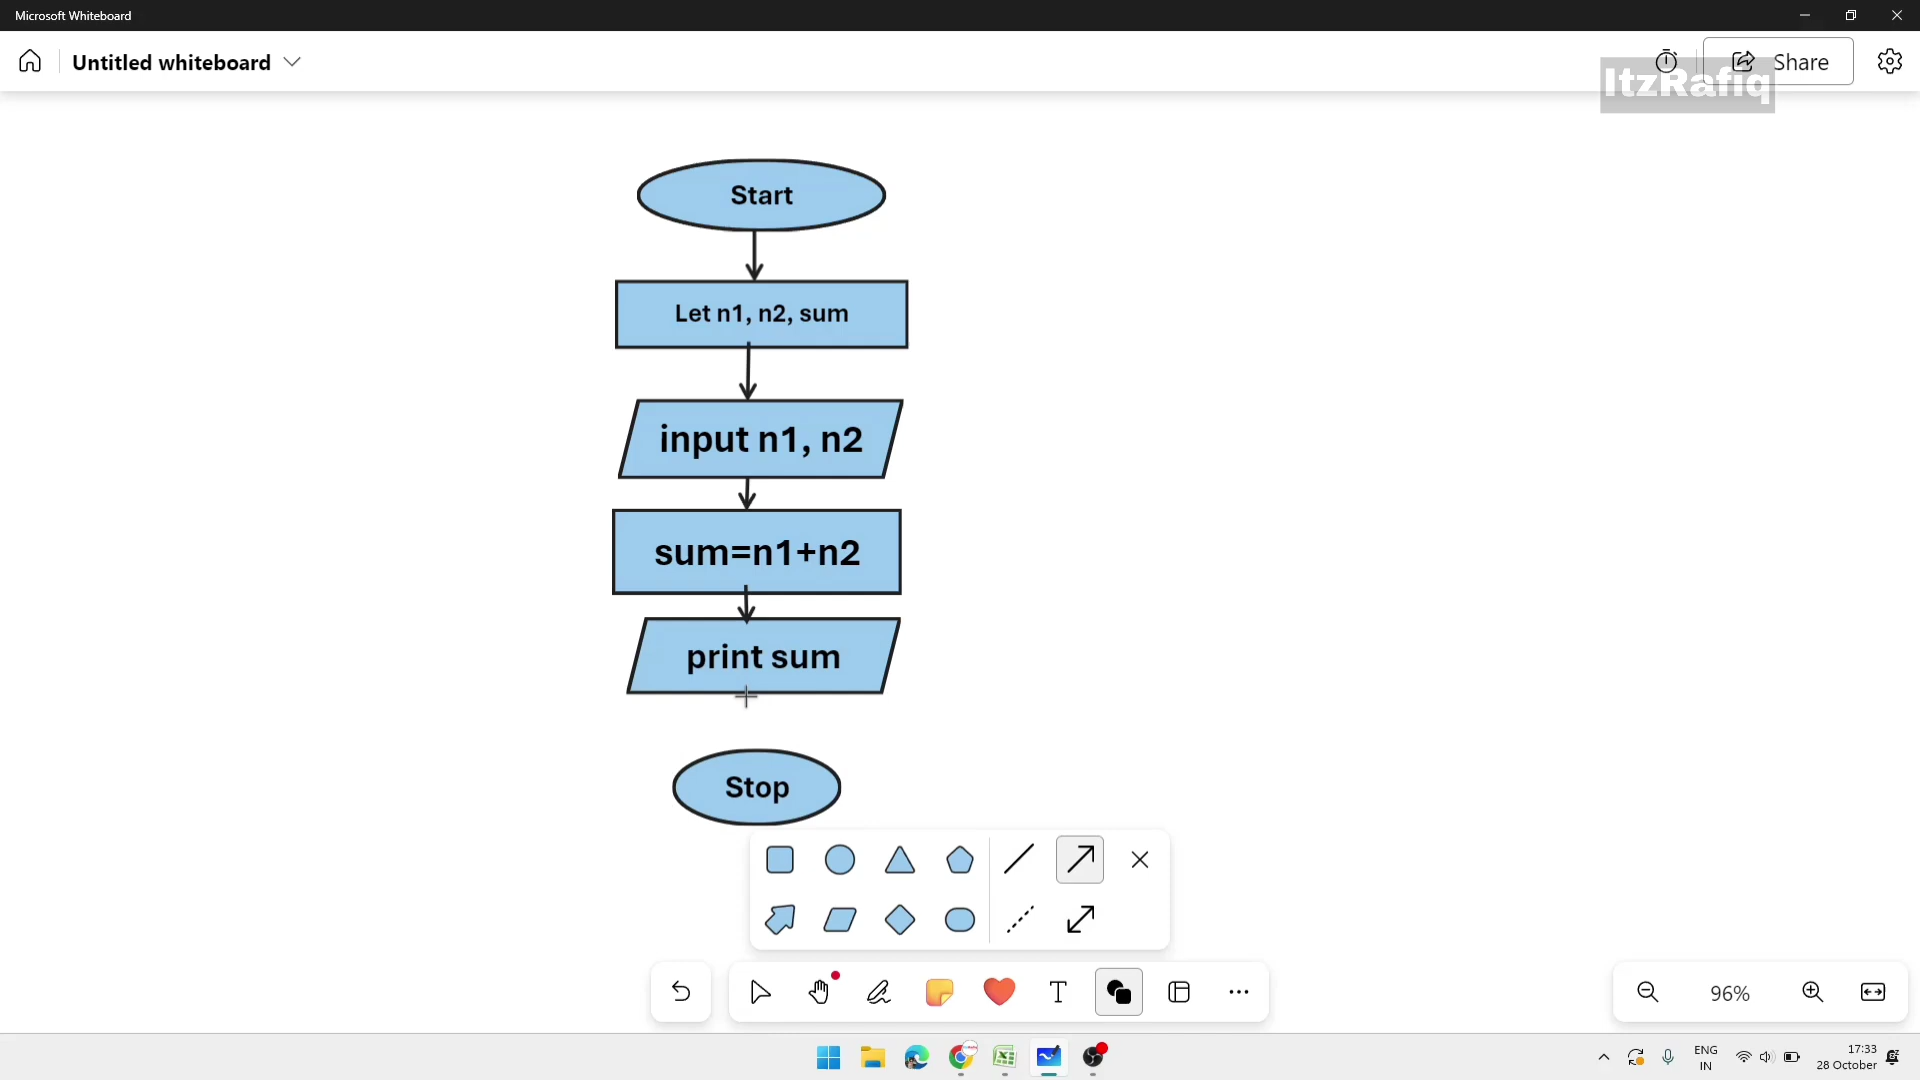 Microsoft Whiteboard
Untitled whiteboard
Share
ItzRafiq
Start
Let n1, n2, sum
input n1, n2
sum=n1+n2
print sum
Stop
T
96%
ENG
IN
17:33
28 October